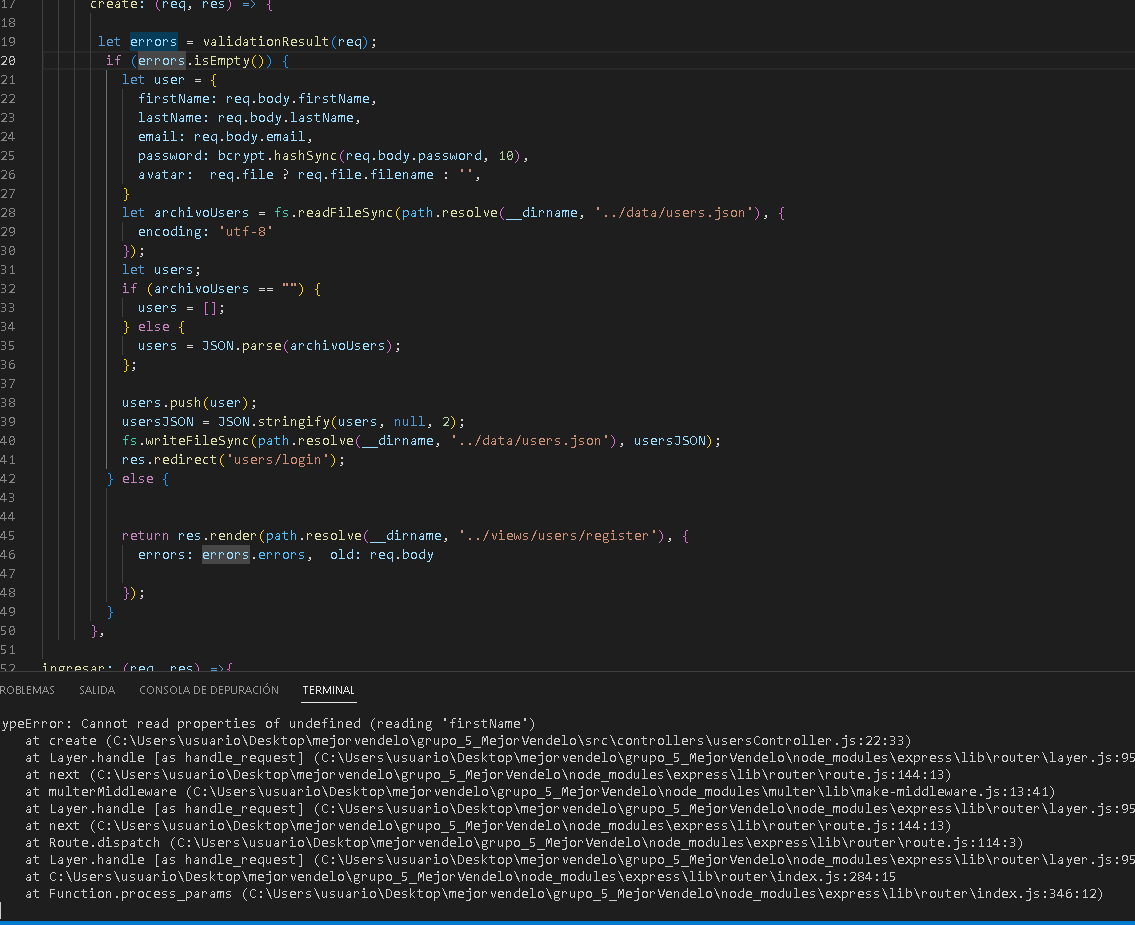 17 create: (req, res) => {
18
19 let errors = validationResult(req);
20 if (errors.isEmpty()) {
21 let user = {
22 firstName: req.body.firstName,
23 lastName: req.body.lastName,
24 email: req.body.email,
25 password: bcrypt.hashSync(req.body.password, 10),
26 avatar:  req.file ? req.file.filename : '',
27 }
28 let archivoUsers = fs.readFileSync(path.resolve(__dirname, '../data/users.json'), {
29 encoding: 'utf-8'
30 });
31 let users;
32 if (archivoUsers == "") {
33 users = [];
34 } else {
35 users = JSON.parse(archivoUsers);
36 };
37
38 users.push(user);
39 usersJSON = JSON.stringify(users, null, 2);
40 fs.writeFileSync(path.resolve(__dirname, '../data/users.json'), usersJSON);
41 res.redirect('users/login');
42 } else {
43
44
45 return res.render(path.resolve(__dirname, '../views/users/register'), {
46 errors: errors.errors,  old: req.body
47
48 });
49 }
50 },
51
52 ingresar: (req, res) =>{
ROBLEMAS SALIDA CONSOLA DE DEPURACIÓN TERMINAL
ypeError: Cannot read properties of undefined (reading 'firstName')
at create (C:\Users\usuario\Desktop\mejorvendelo\grupo_5_MejorVendelo\src\controllers\usersController.js:22:33)
at Layer.handle [as handle_request] (C:\Users\usuario\Desktop\mejorvendelo\grupo_5_MejorVendelo\node_modules\express\lib\router\layer.js:95
at next (C:\Users\usuario\Desktop\mejorvendelo\grupo_5_MejorVendelo\node_modules\express\lib\router\route.js:144:13)
at multerMiddleware (C:\Users\usuario\Desktop\mejorvendelo\grupo_5_MejorVendelo\node_modules\multer\lib\make-middleware.js:13:41)
at Layer.handle [as handle_request] (C:\Users\usuario\Desktop\mejorvendelo\grupo_5_MejorVendelo\node_modules\express\lib\router\layer.js:95
at next (C:\Users\usuario\Desktop\mejorvendelo\grupo_5_MejorVendelo\node_modules\express\lib\router\route.js:144:13)
at Route.dispatch (C:\Users\usuario\Desktop\mejorvendelo\grupo_5_MejorVendelo\node_modules\express\lib\router\route.js:114:3)
at Layer.handle [as handle_request] (C:\Users\usuario\Desktop\mejorvendelo\grupo_5_MejorVendelo\node_modules\express\lib\router\layer.js:95
at C:\Users\usuario\Desktop\mejorvendelo\grupo_5_MejorVendelo\node_modules\express\lib\router\index.js:284:15
at Function.process_params (C:\Users\usuario\Desktop\mejorvendelo\grupo_5_MejorVendelo\node_modules\express\lib\router\index.js:346:12)